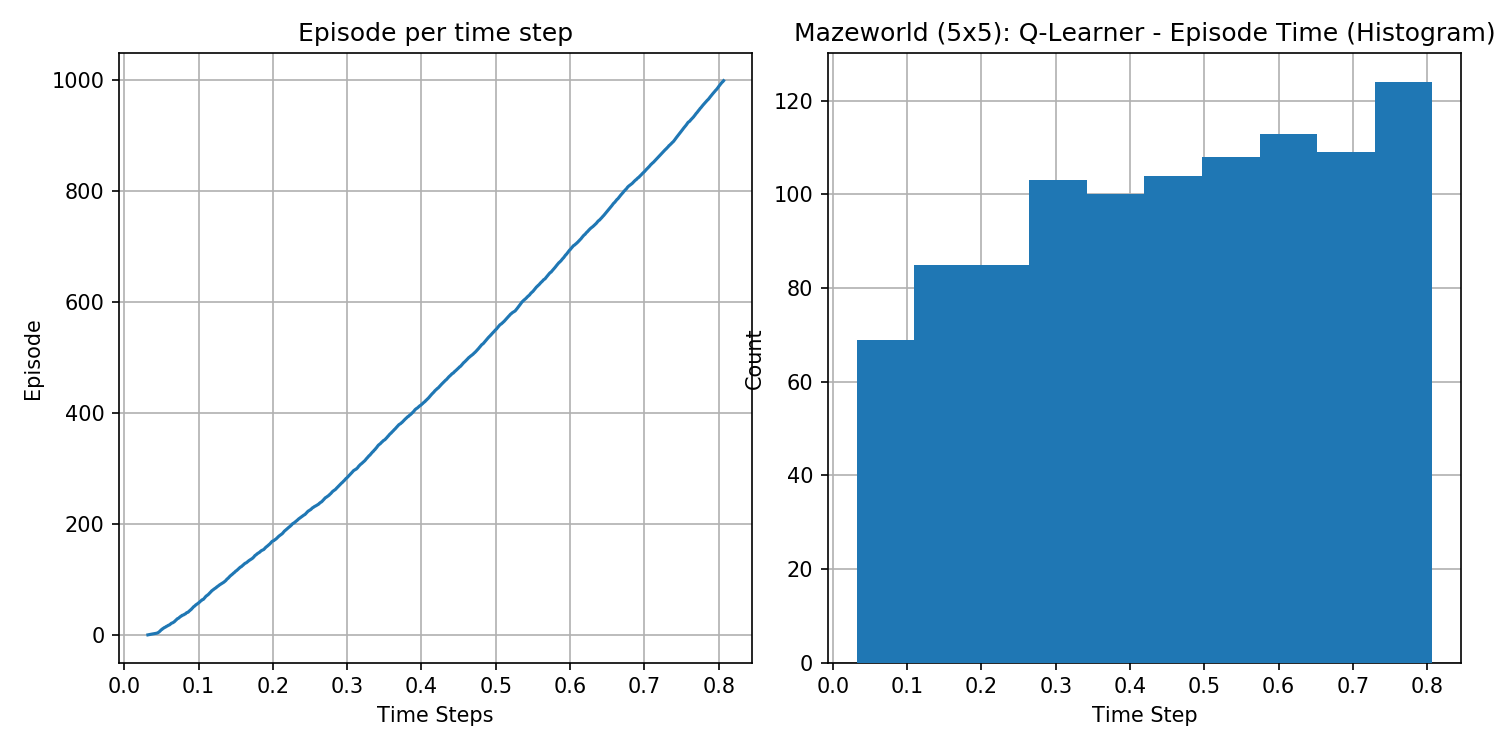 Episode per time step
1000
800
600
400
200
0
Episode
0.0 0.1 0.2 0.3 0.4 0.5 0.6 0.7 0.8
Time Steps
Mazeworld (5x5): Q-Learner - Episode Time (Histogram)
120
100
80
60
40
20
0
Count
0.0 0.1 0.2 0.3 0.4 0.5 0.6 0.7 0.8
Time Step